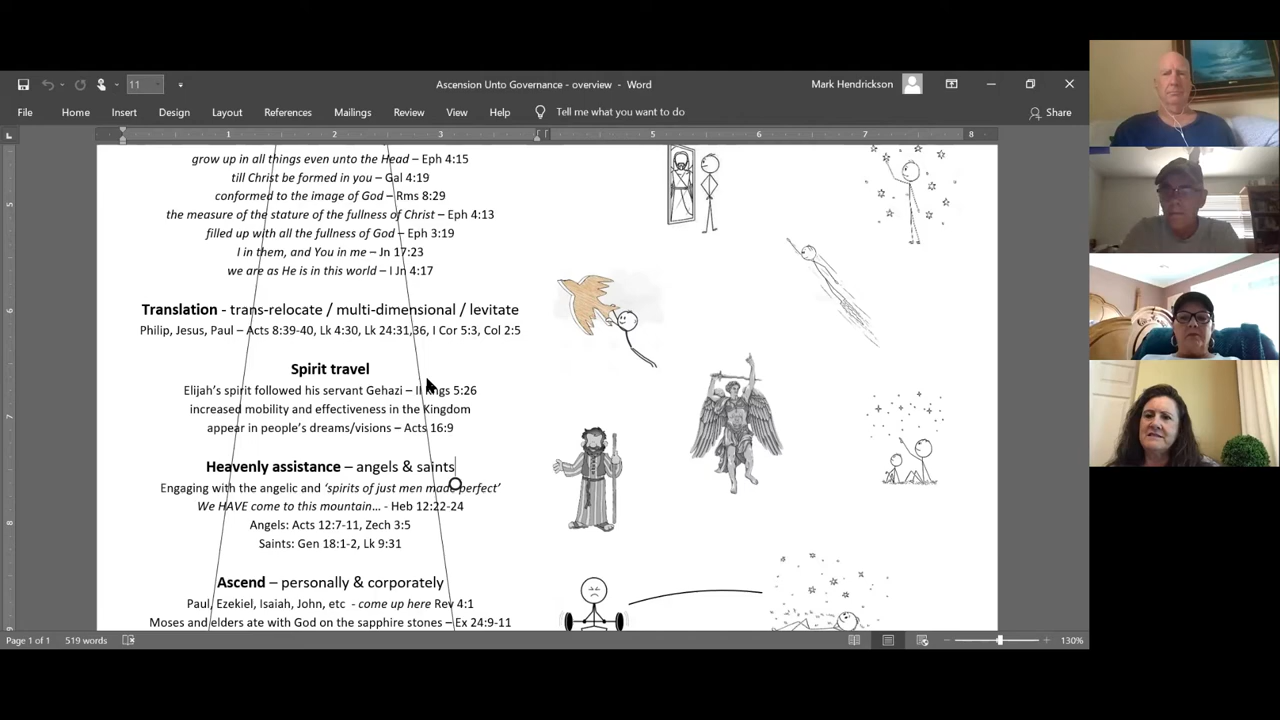 11
Ascension Unto Governance - overview - Word
Mark Hendrickson
File Home Insert Design Layout References Mailings Review View Help Tell me what you want to do Share
1 2 3 5 6 7 8
grow up in all things even unto the Head – Eph 4:15
till Christ be formed in you – Gal 4:19
5
conformed to the image of God – Rms 8:29
the measure of the stature of the fullness of Christ – Eph 4:13
filled up with all the fullness of God – Eph 3:19
I in them, and You in me – Jn 17:23
we are as He is in this world – I Jn 4:17
6
Translation - trans-relocate / multi-dimensional / levitate
Philip, Jesus, Paul – Acts 8:39-40, Lk 4:30, Lk 24:31,36, I Cor 5:3, Col 2:5
Spirit travel
Elijah's spirit followed his servant Gehazi – II Kings 5:26
7
increased mobility and effectiveness in the Kingdom
appear in people's dreams/visions – Acts 16:9
Heavenly assistance – angels & saints
Engaging with the angelic and ‘spirits of just men made perfect’
We HAVE come to this mountain… - Heb 12:22-24
8
Angels: Acts 12:7-11, Zech 3:5
Saints: Gen 18:1-2, Lk 9:31
Ascend – personally & corporately
Paul, Ezekiel, Isaiah, John, etc - come up here Rev 4:1
Moses and elders ate with God on the sapphire stones – Ex 24:9-11
Page 1 of 1 519 words 130%